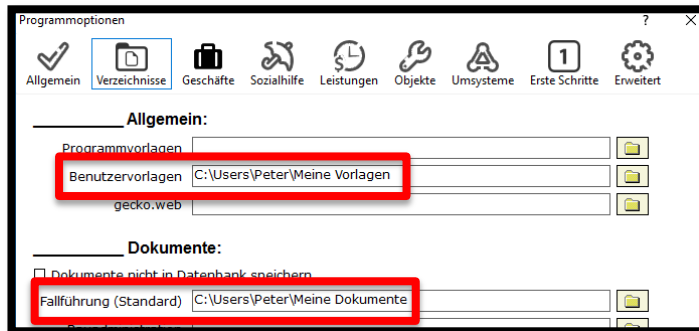 Programmoptionen ? X
Allgemein Verzeichnisse Geschäfte Sozialhilfe Leistungen Objekte Umsysteme Erste Schritte Erweitert
Allgemein:
Programmvorlagen
Benutzervorlagen C:\Users\Peter\Meine Vorlagen
gecko.web
Dokumente:
Dokumente nicht in Datenbank speichern
Fallführung (Standard) C:\Users\Peter\Meine Dokumente